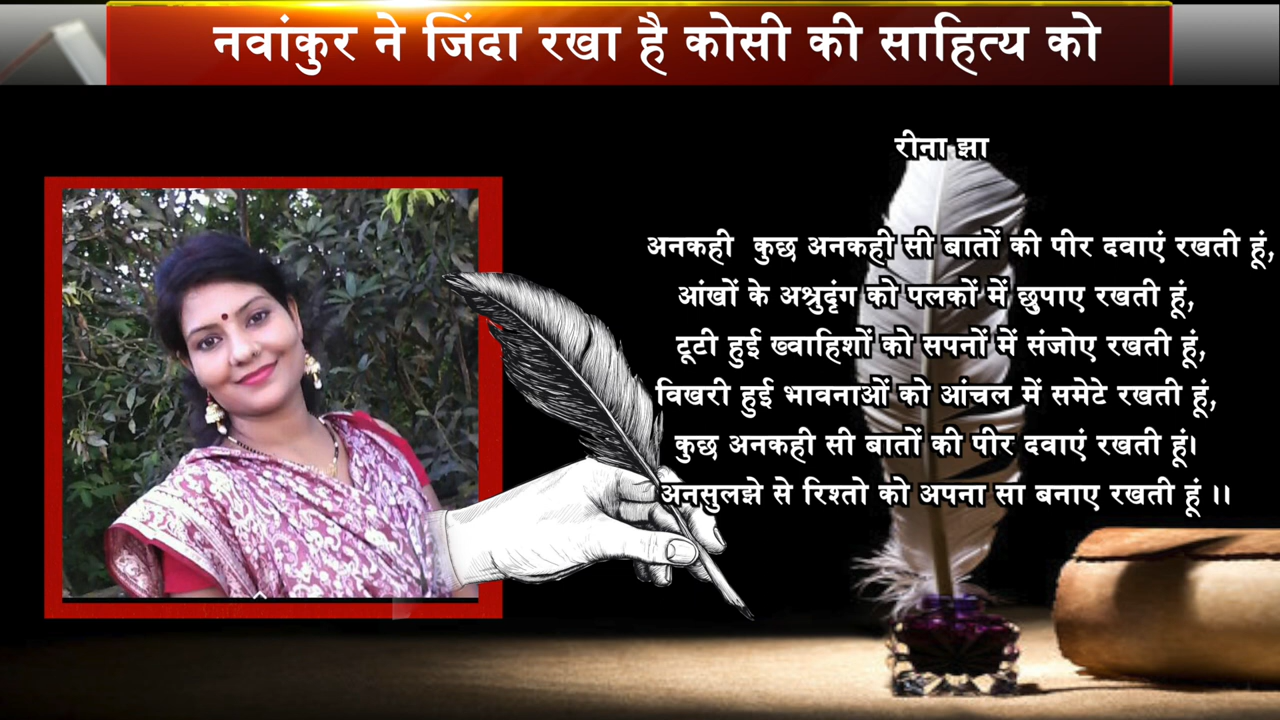 नवांकुर ने जिंदा रखा है कोसी की साहित्य को
रीना झा
अनकही कुछ अनकही सी बातों की पीर दवाएं रखती हूं,
आंखों के अश्रुदृंग को पलकों में छुपाए रखती हूं,
टूटी हुई ख्वाहिशों को सपनों में संजोए रखती हूं,
विखरी हुई भावनाओं को आंचल में समेटे रखती हूं,
कुछ अनकही सी बातों की पीर दवाएं रखती हूं।
अनसुलझे से रिश्तो को अपना सा बनाए रखती हूं ।।